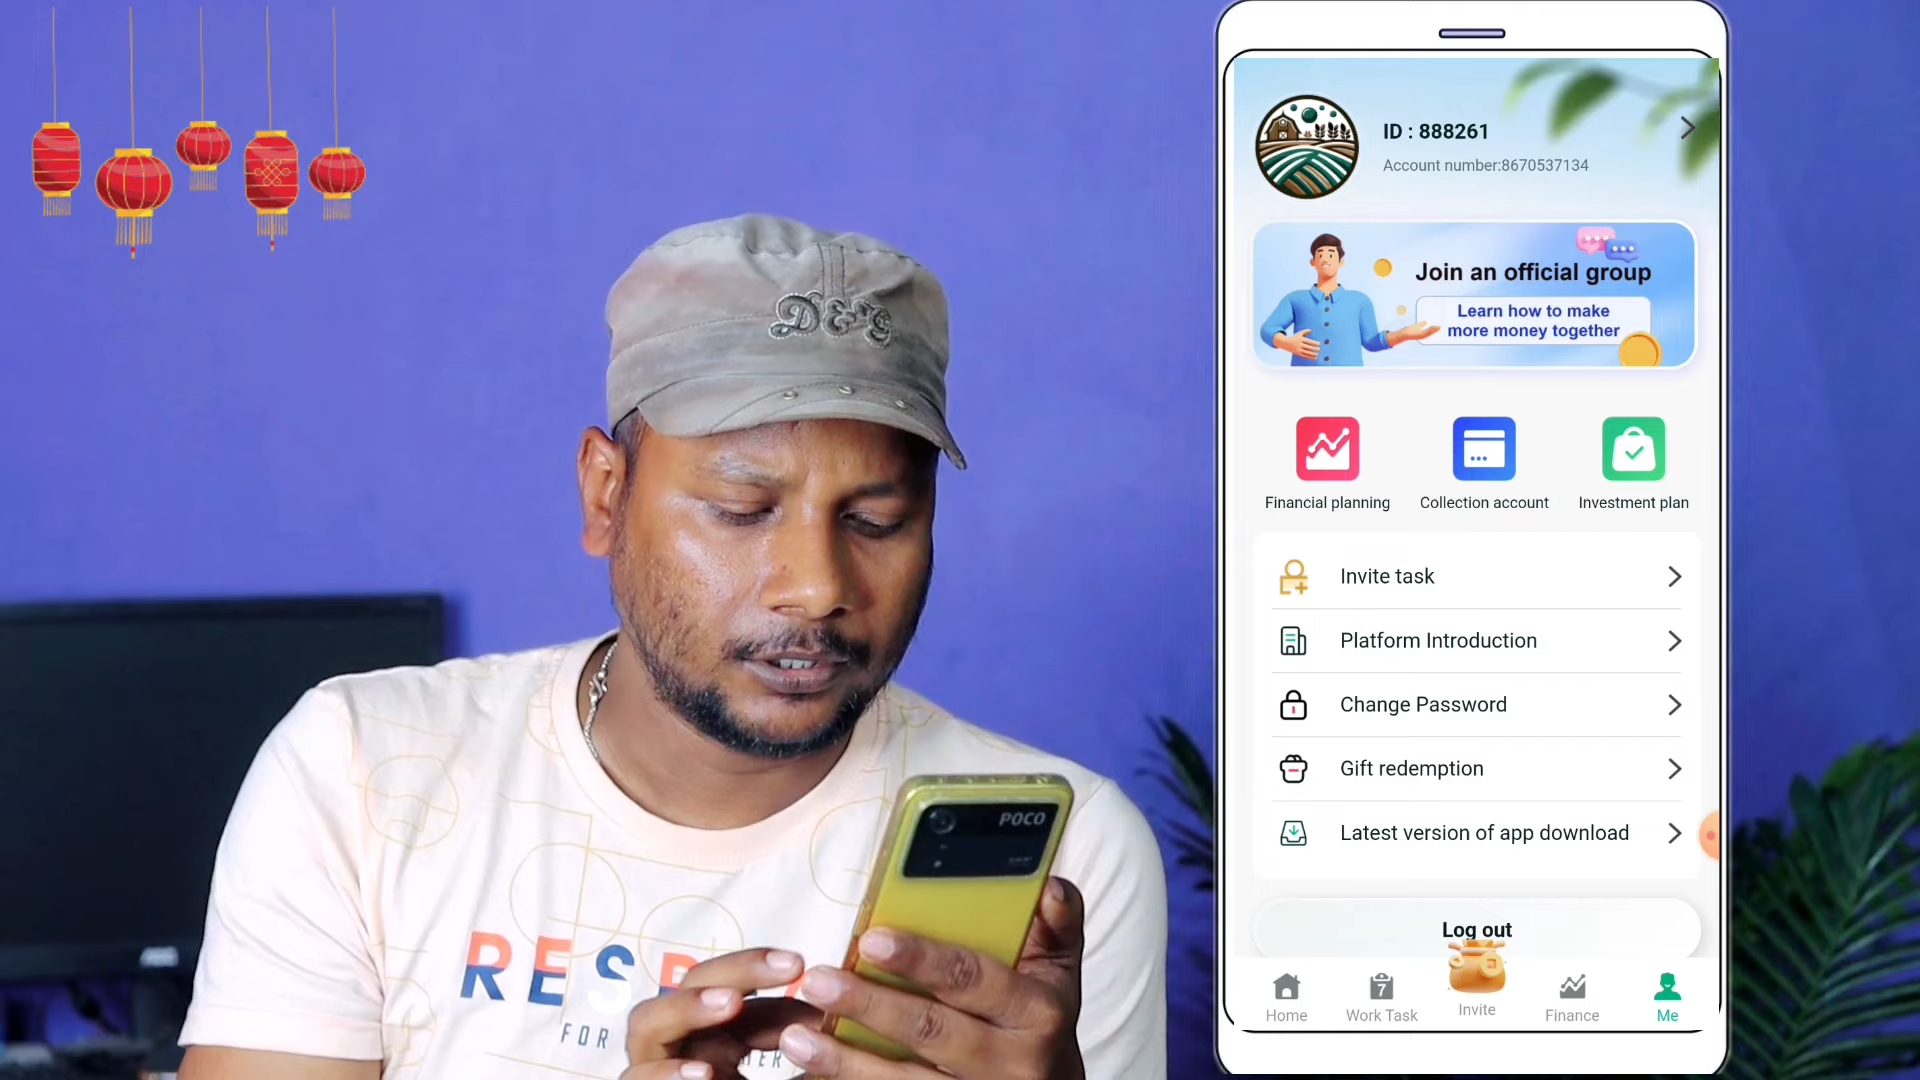 D&G
POCO
RES
FOR
ID : 888261
Account number:8670537134
Join an official group
Learn how to make
more money together
Financial planning
Collection account
Investment plan
Invite task
Platform Introduction
Change Password
Gift redemption
Latest version of app download
Log out
7
Home
Work Task
Invite
Finance
Me